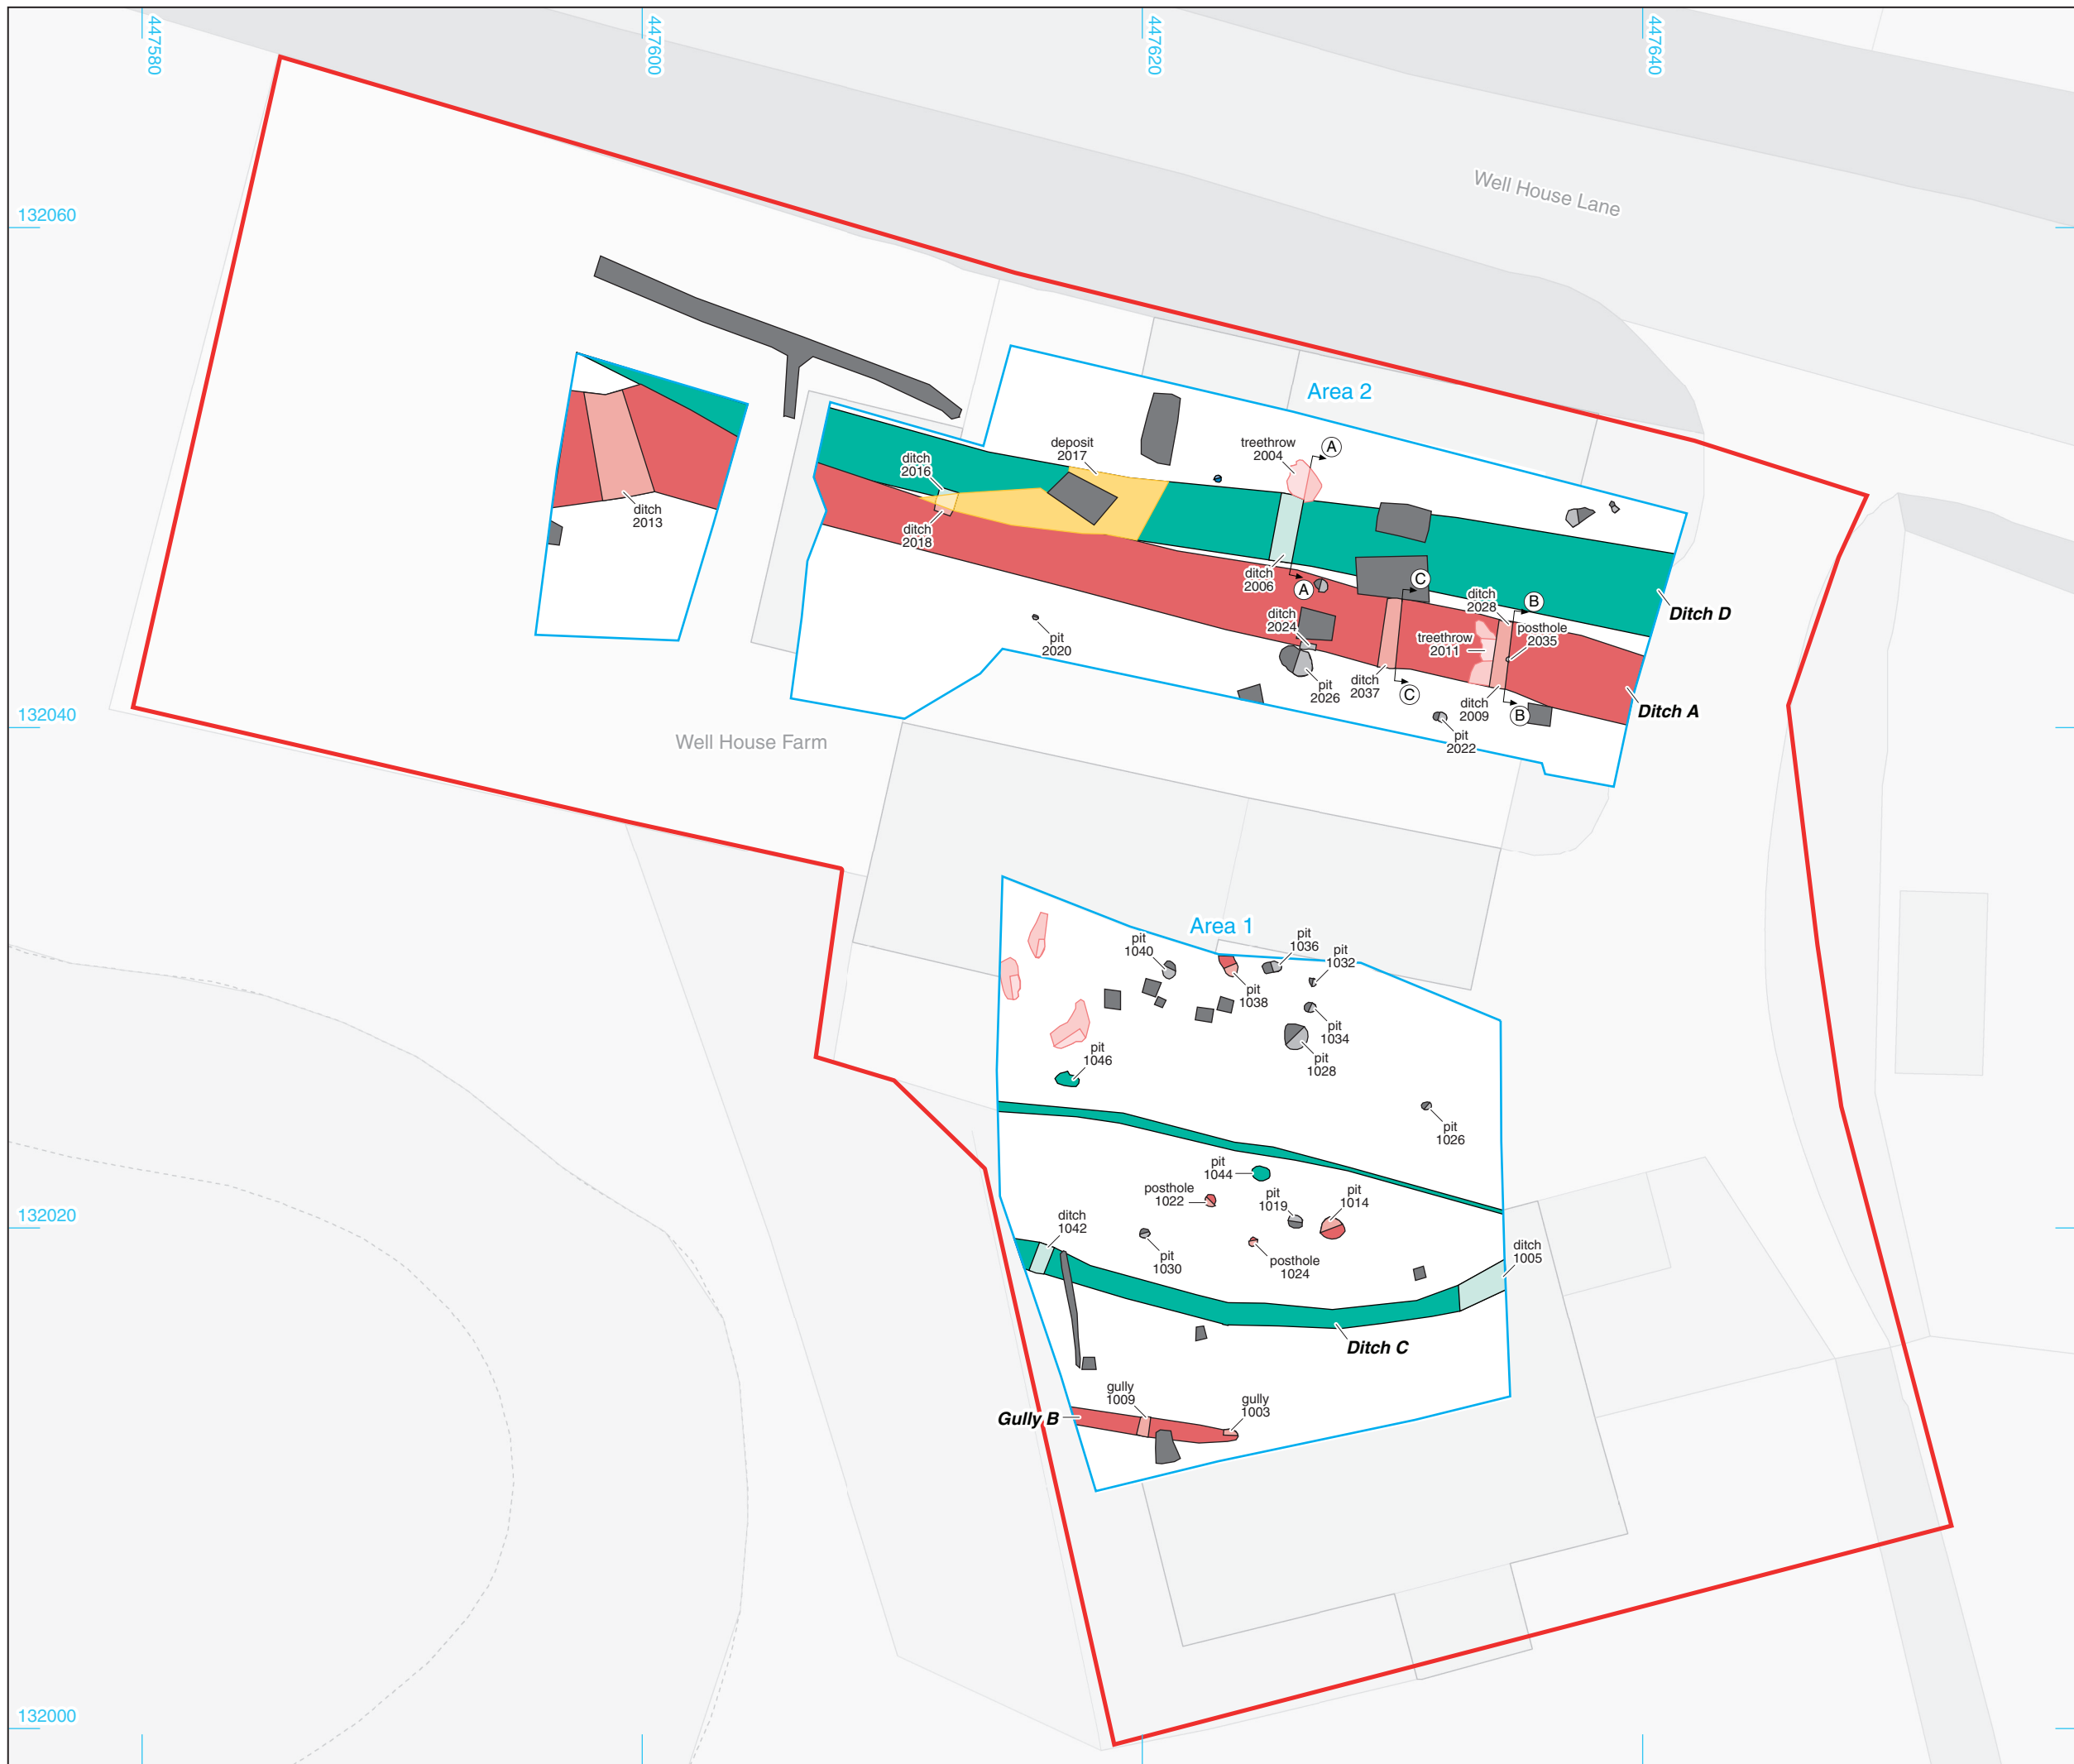 447580
447600
447620
447640
132060
132040
132020
132000
Well House Lane
Area 2
deposit
2017
treethrow
2004
A
ditch
2016
ditch
2013
ditch
2018
ditch
2006
A
C
ditch
2028
B
ditch
2024
treethrow
2011
posthole
2035
Ditch D
pit
2020
pit
2026
ditch
2037
C
ditch
2009
B
Ditch A
pit
2022
Well House Farm
Area 1
pit
1040
pit
1036
pit
1032
pit
1038
pit
1034
pit
1046
pit
1028
pit
1026
pit
1044
posthole
1022
pit
1019
pit
1014
ditch
1042
pit
1030
posthole
1024
ditch
1005
Ditch C
gully
1009
gully
1003
Gully B